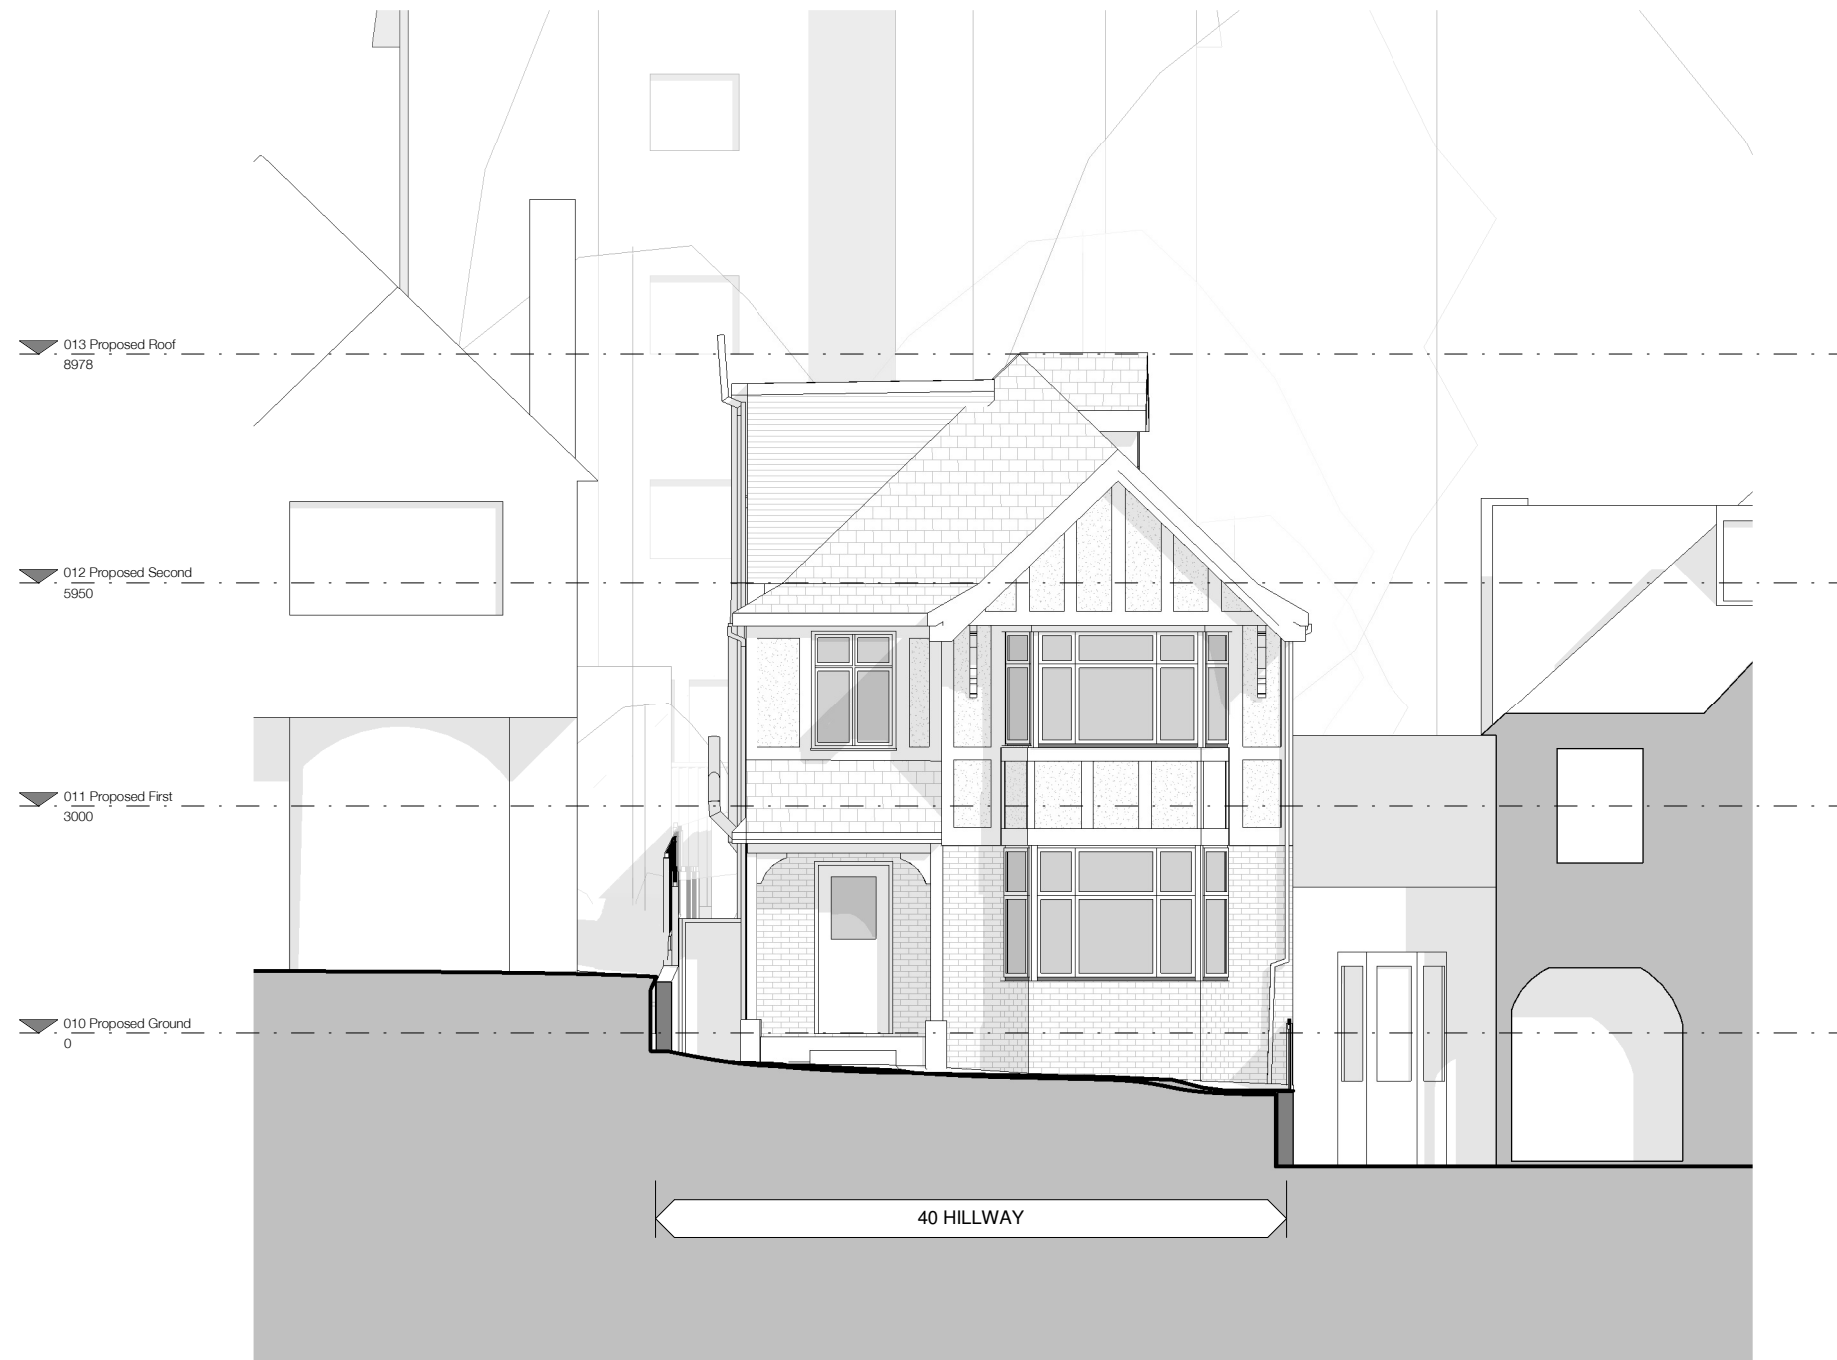 013 Proposed Roof
8978
012 Proposed Second
5950
011 Proposed First
3000
010 Proposed Ground
0
40 HILLWAY